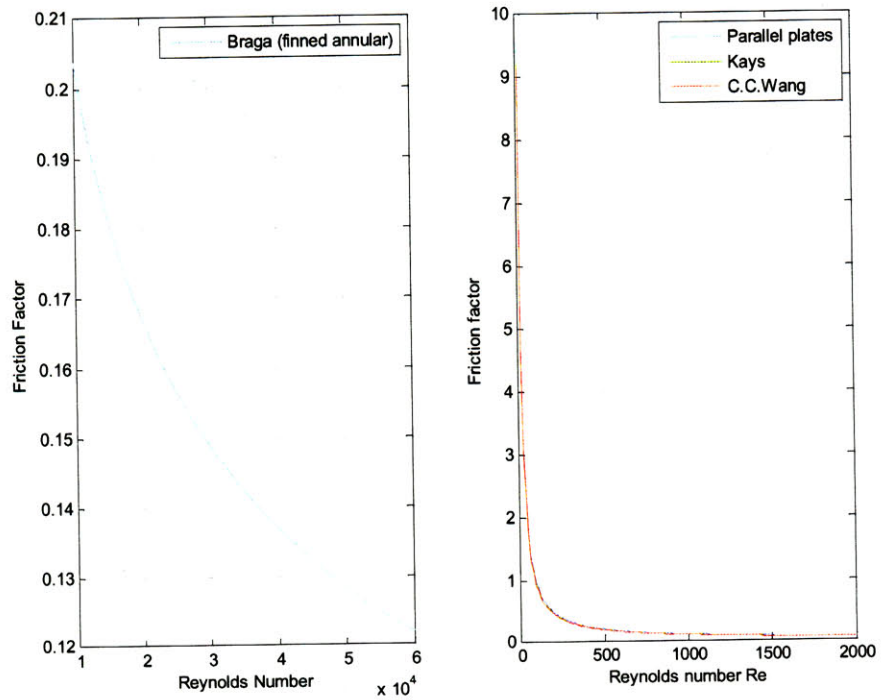 0.21
0.2
0.19
0.18
0.17
0.16
0.15
0.14
0.13
0.12
Friction Factor
Braga (finned annular)
1 2 3 4 5 6
Reynolds Number
x 10^4
10
9
8
7
6
5
4
3
2
1
0
Friction factor
Parallel plates
Kays
C.C.Wang
0 500 1000 1500 2000
Reynolds number Re